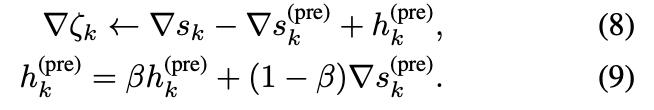 ∇ζ_k ← ∇s_k − ∇s_k^{(pre)} + h_k^{(pre)}, (8)
h_k^{(pre)} = βh_k^{(pre)} + (1 − β)∇s_k^{(pre)}. (9)